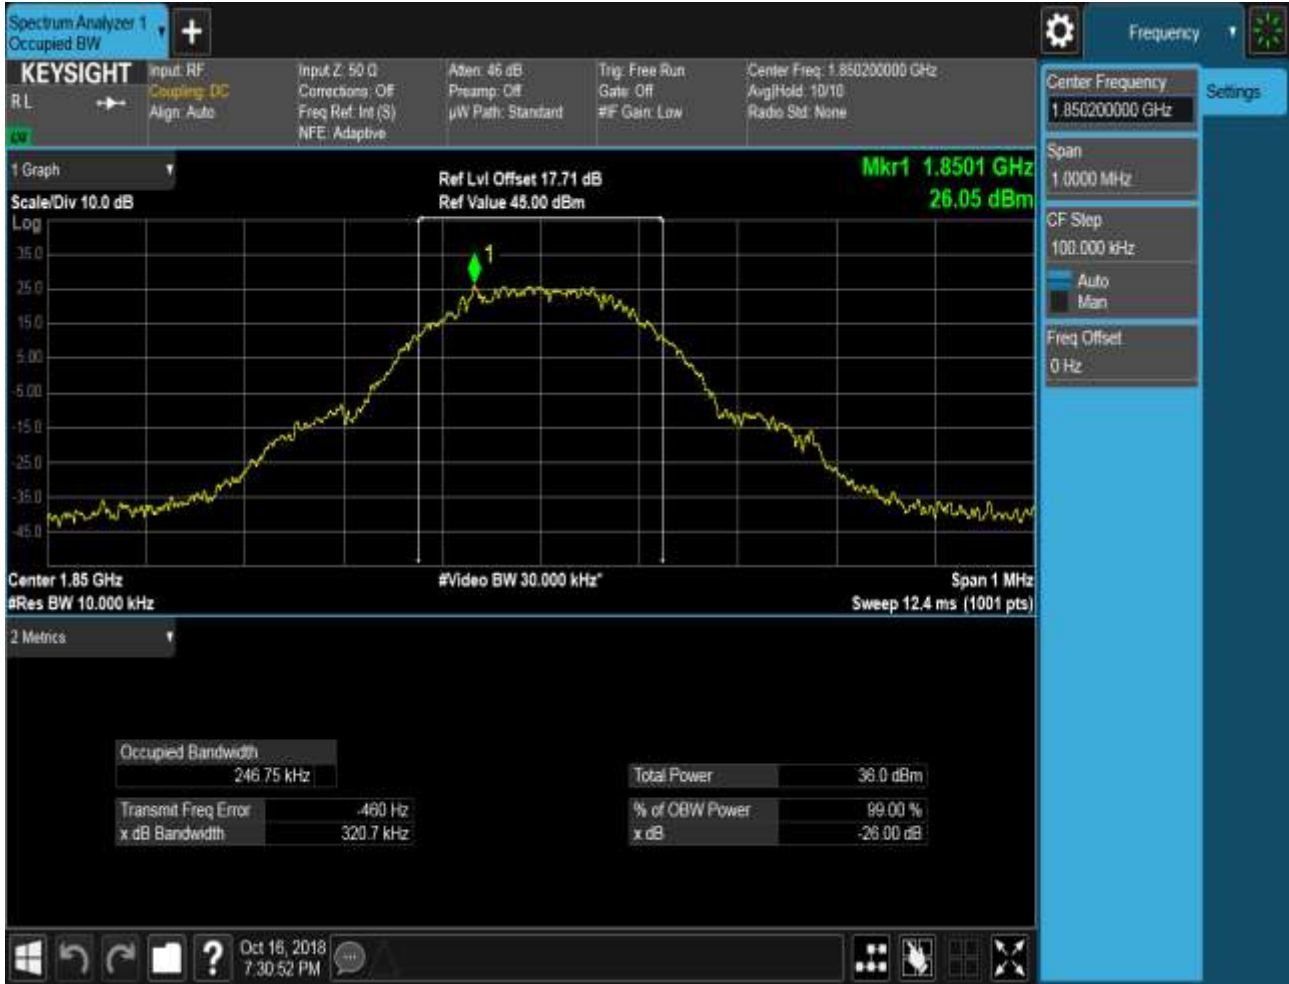 Spectrum Analyzer 1
Occupied BW
+
Frequency
KEYSIGHT
R L
LXI
Input: RF
Coupling: DC
Align: Auto
Input Z: 50 Ω
Corrections: Off
Freq Ref: Int (S)
NFE: Adaptive
Atten: 46 dB
Preamp: Off
µW Path: Standard
Trig: Free Run
Gate: Off
#IF Gain: Low
Center Freq: 1.850200000 GHz
Avg|Hold: 10/10
Radio Std: None
Center Frequency
1.850200000 GHz
Settings
Span
1.0000 MHz
CF Step
100.000 kHz
Auto
Man
Freq Offset
0 Hz
1 Graph
Scale/Div 10.0 dB
Log
Ref Lvl Offset 17.71 dB
Ref Value 45.00 dBm
Mkr1 1.8501 GHz
26.05 dBm
1
35.0
25.0
15.0
5.00
-5.00
-15.0
-25.0
-35.0
-45.0
Center 1.85 GHz
#Res BW 10.000 kHz
#Video BW 30.000 kHz*
Span 1 MHz
Sweep 12.4 ms (1001 pts)
2 Metrics
Occupied Bandwidth
246.75 kHz
Total Power 36.0 dBm
Transmit Freq Error -460 Hz
% of OBW Power 99.00 %
x dB Bandwidth 320.7 kHz
x dB -26.00 dB
?
Oct 16, 2018
7:30:52 PM